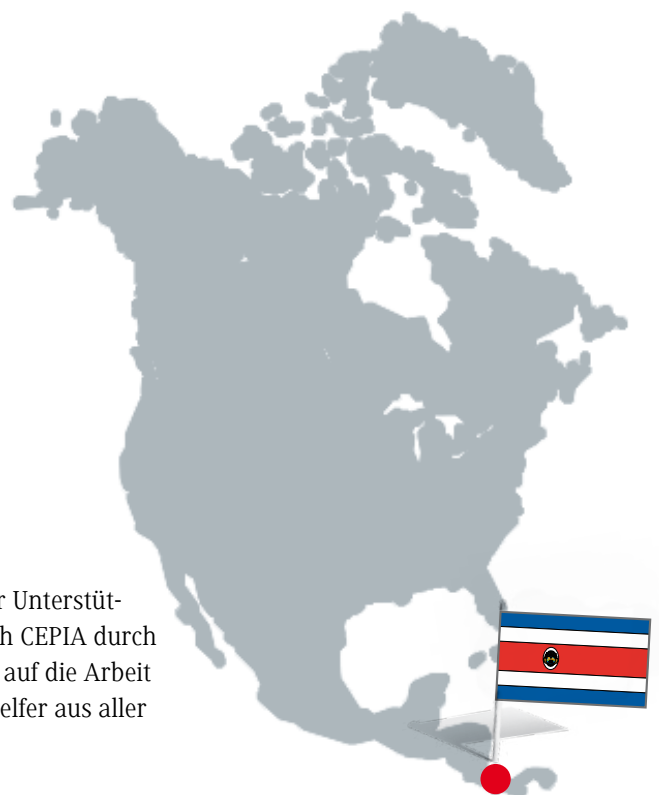 r Unterstüt-
h CEPIA durch
auf die Arbeit
elfer aus aller